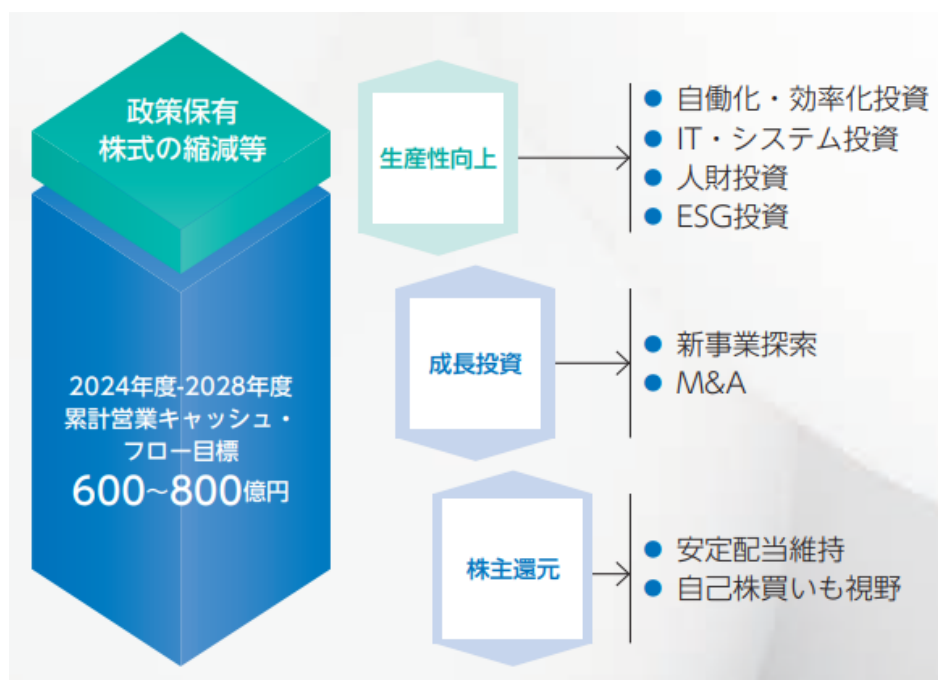 政策保有
株式の縮減等
2024年度-2028年度
累計営業キャッシュ・
フロー目標
600～800億円
生産性向上
● 自働化・効率化投資
● IT・システム投資
● 人財投資
● ESG投資
成長投資
● 新事業探索
● M&A
株主還元
● 安定配当維持
● 自己株買いも視野